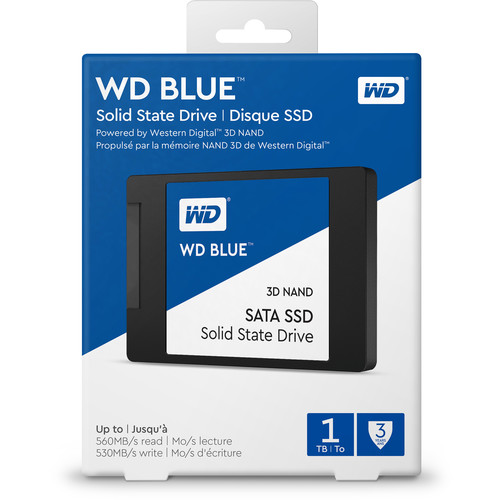 WD BLUE™
WD
Solid State Drive | Disque SSD
Powered by Western Digital™ 3D NAND
Propulsé par la mémoire NAND 3D de Western Digital™
WD
WD BLUE™
3D NAND
SATA SSD
Solid State Drive
Up to | Jusqu'à
560MB/s read | Mo/s lecture
530MB/s write | Mo/s d'écriture
1
TB | To
3